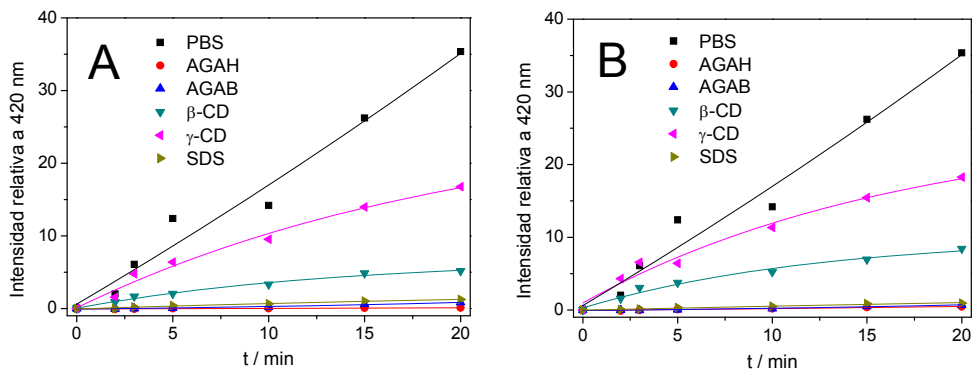 A
PBS
AGAH
AGAB
β-CD
γ-CD
SDS
Intensidad relativa a 420 nm
40
30
20
10
0
0
5
10
15
20
t / min
B
PBS
AGAH
AGAB
β-CD
γ-CD
SDS
Intensidad relativa a 420 nm
40
30
20
10
0
0
5
10
15
20
t / min